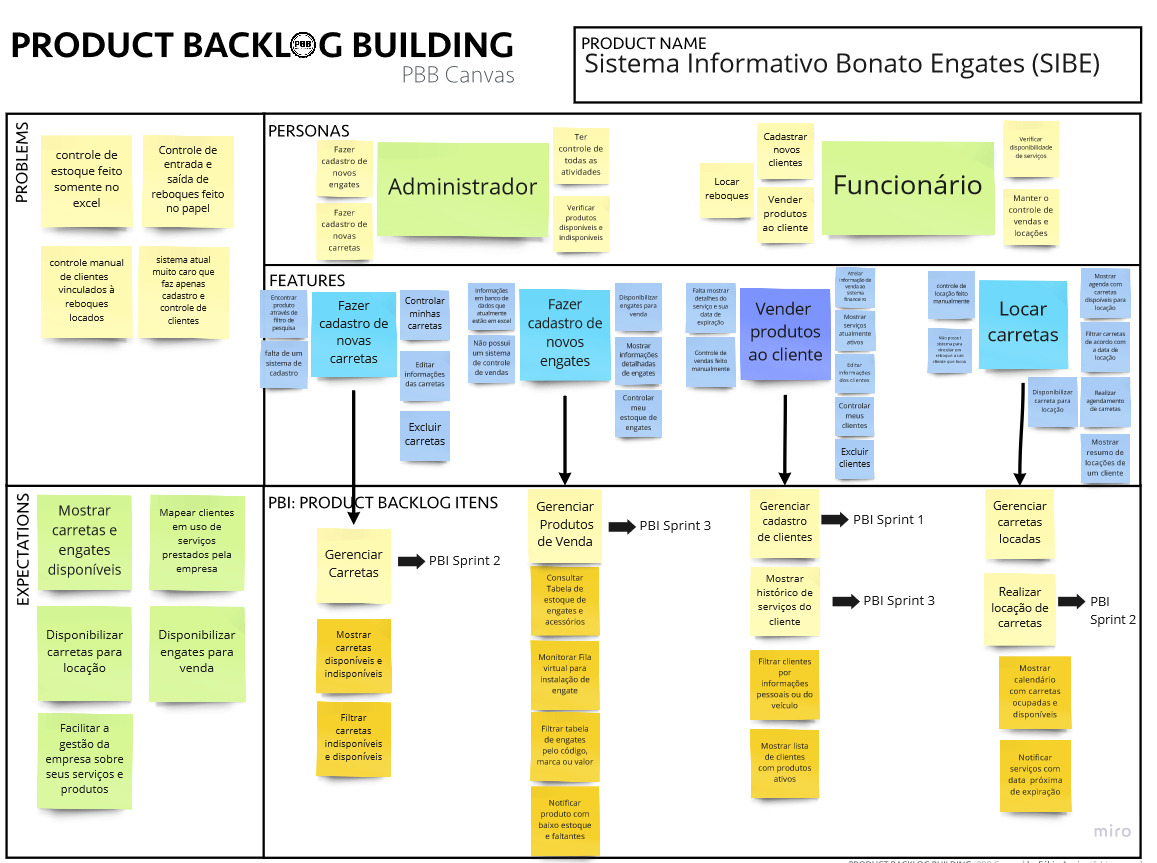 PRODUCT BACKLOG BUILDING
PBB
PBB Canvas
PRODUCT NAME
Sistema Informativo Bonato Engates (SIBE)
PROBLEMS
controle de
estoque feito
somente no
excel
Controle de
entrada e
saída de
reboques feito
no papel
controle manual
de clientes
vinculados à
reboques
locados
sistema atual
muito caro que
faz apenas
cadastro e
controle de
clientes
PERSONAS
Fazer
cadastro de
novos
engates
Fazer
cadastro de
novas
carretas
Administrador
Ter
controle de
todas as
atividades
Verificar
produtos
disponíveis e
indisponíveis
Locar
reboques
Cadastrar
novos
clientes
Vender
produtos
ao cliente
Funcionário
Verificar
disponibilidade
de serviços
Manter o
controle de
vendas e
locações
FEATURES
Encontrar
produto
através de
filtro de
pesquisa
falta de um
sistema de
cadastro
Fazer
cadastro de
novas
carretas
Controlar
minhas
carretas
Editar
informações
das carretas
Excluir
carretas
Informações
em banco de
dados que
atualmente
estão em excel
Não possui
um sistema
de controle
de vendas
Fazer
cadastro de
novos
engates
Disponibilizar
engates para
venda
Mostrar
informações
detalhadas
de engates
Controlar
meu
estoque de
engates
Falta mostrar
detalhes do
serviço e sua
data de
expiração
Controle de
vendas feito
manualmente
Vender
produtos
ao cliente
Atrelar
informação de
venda ao
sistema
financeiro
Mostrar
serviços
atualmente
ativos
Editar
informações
dos clientes
Controlar
meus
clientes
Excluir
clientes
controle de
locação feito
manualmente
Locar
carretas
Mostrar
agenda com
carretas
dispoíveis para
locação
Filtrar carretas
de acordo com
a data de
locação
Disponibilizar
carreta para
locação
Realizar
agendamento
de carretas
Mostrar
resumo de
locações de
um cliente
EXPECTATIONS
Mostrar
carretas e
engates
disponíveis
Mapear clientes
em uso de
serviços
prestados pela
empresa
Disponibilizar
carretas para
locação
Disponibilizar
engates para
venda
Facilitar a
gestão da
empresa sobre
seus serviços e
produtos
PBI: PRODUCT BACKLOG ITENS
Gerenciar
Carretas
PBI Sprint 2
Mostrar
carretas
disponíveis e
indisponíveis
Filtrar
carretas
indisponíveis
e disponíveis
Gerenciar
Produtos
de Venda
PBI Sprint 3
Consultar
Tabela de
estoque de
engates e
acessórios
Monitorar Fila
virtual para
instalação de
engate
Filtrar tabela
de engates
pelo código,
marca ou valor
Notificar
produto com
baixo estoque
e faltantes
Gerenciar
cadastro
de clientes
PBI Sprint 1
Mostrar
histórico de
serviços do
cliente
PBI Sprint 3
Filtrar clientes
por
informações
pessoais ou do
veículo
Mostrar lista
de clientes
com produtos
ativos
Gerenciar
carretas
locadas
Realizar
locação de
carretas
PBI
Sprint 2
Mostrar
calendário
com carretas
ocupadas e
disponíveis
Notificar
serviços com
data próxima
de expiração
miro